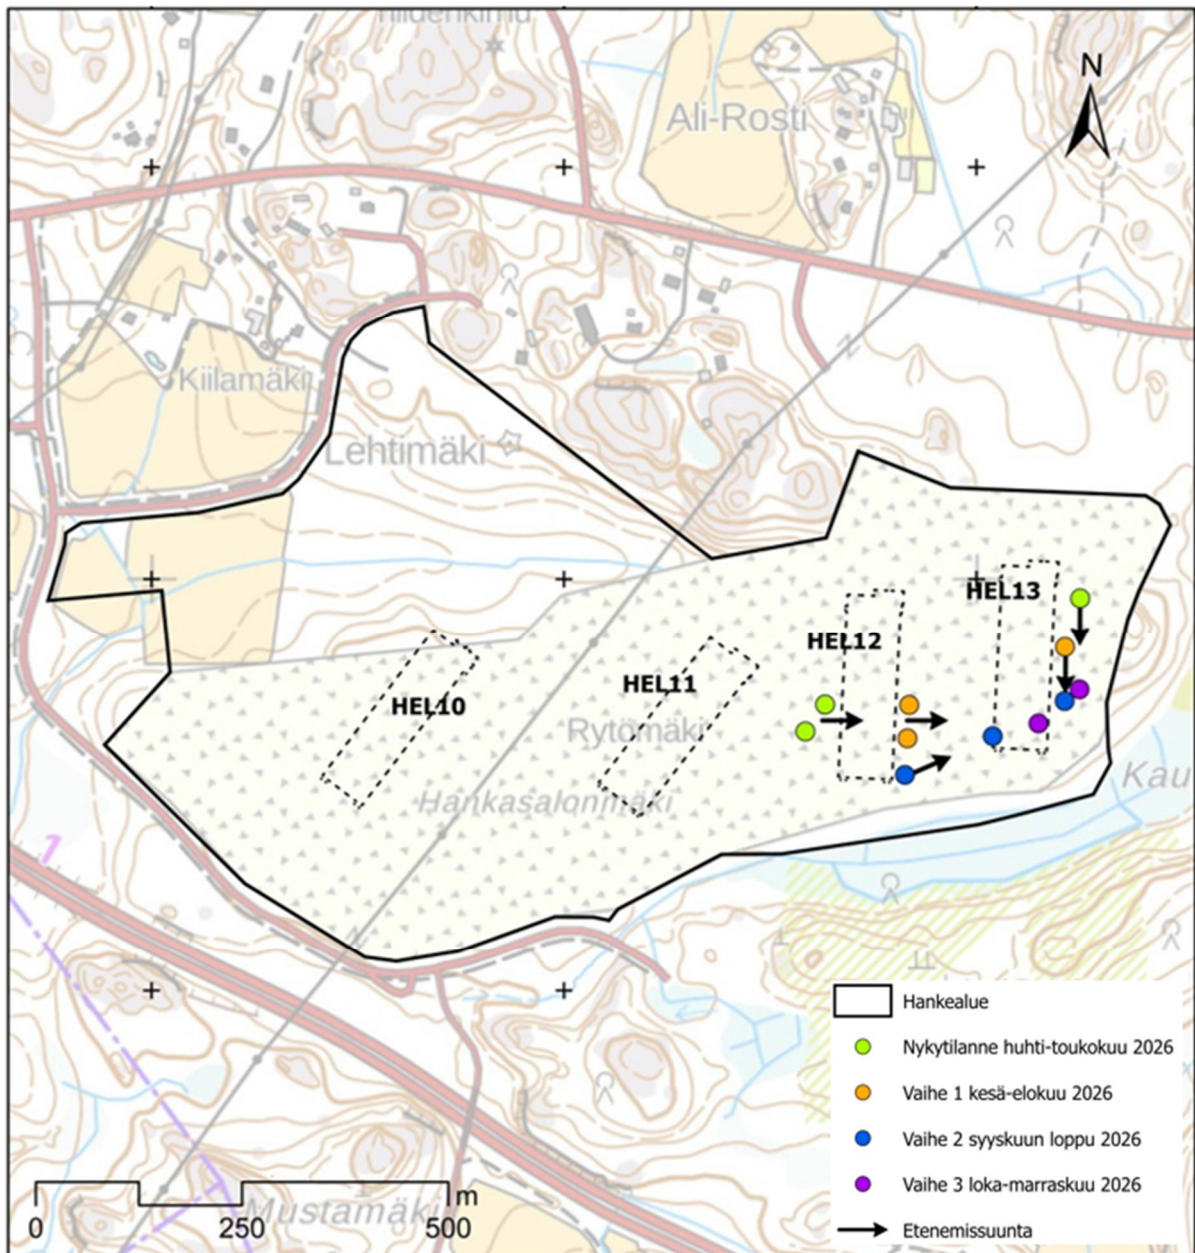 N
Ali-Rosti
Kiilamäki
Lehtimäki
HEL13
HEL12
HEL11
HEL10
Rytömäki
Hankasalonmäki
Kau
1
Hankealue
Nykytilanne huhti-toukokuu 2026
Vaihe 1 kesä-elokuu 2026
Vaihe 2 syyskuun loppu 2026
Vaihe 3 loka-marraskuu 2026
Etenemissuunta
m
0 250 500
Mustamäki